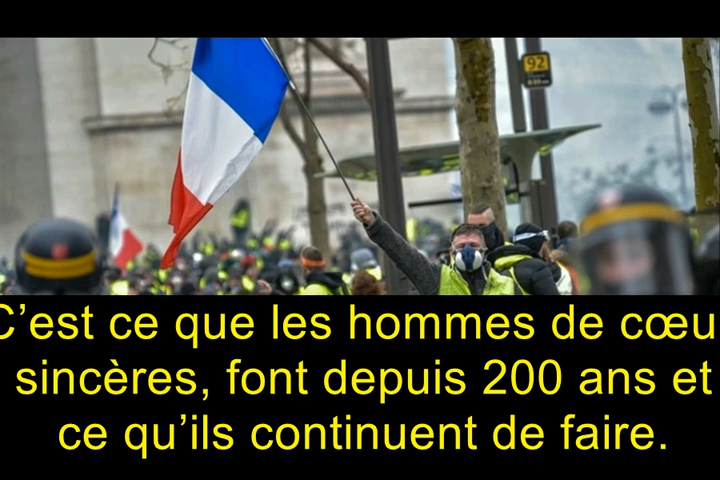 92
C’est ce que les hommes de cœu
sincères, font depuis 200 ans et
ce qu’ils continuent de faire.